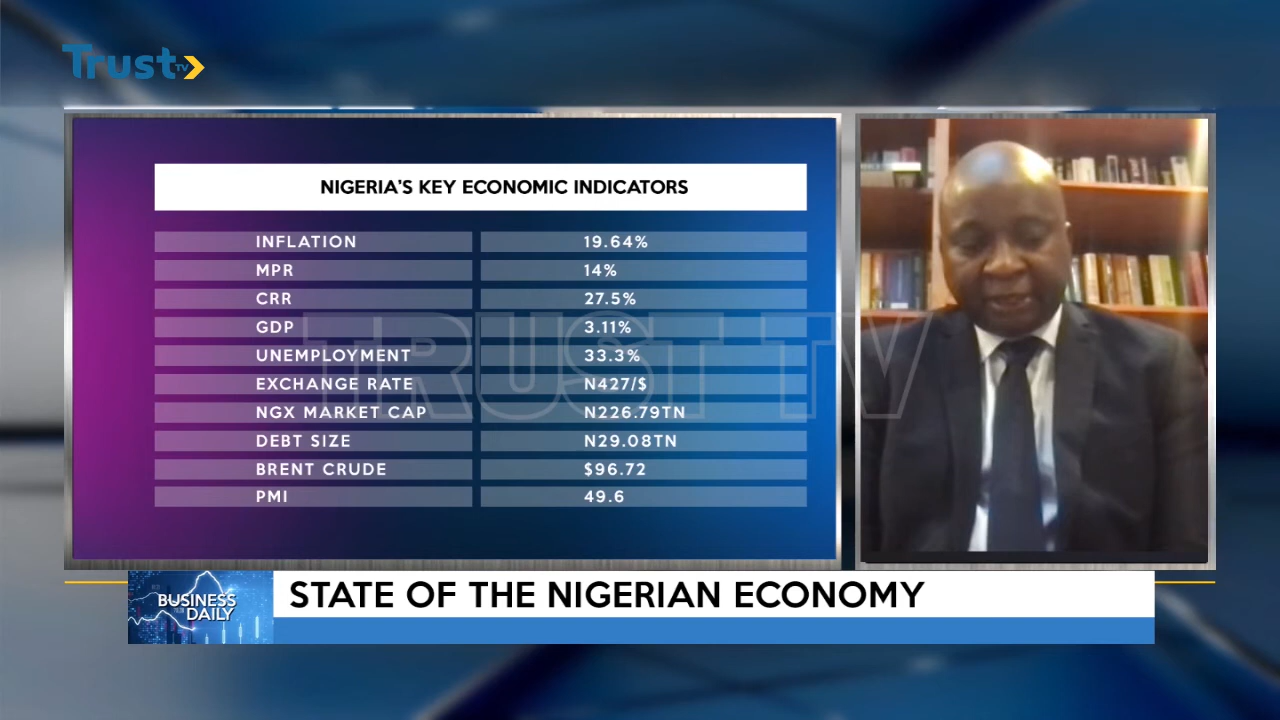 Trust TV
NIGERIA'S KEY ECONOMIC INDICATORS
INFLATION 19.64%
MPR 14%
CRR 27.5%
GDP 3.11%
UNEMPLOYMENT 33.3%
EXCHANGE RATE N427/$
NGX MARKET CAP N226.79TN
DEBT SIZE N29.08TN
BRENT CRUDE $96.72
PMI 49.6
TRUST TV
BUSINESS
DAILY
STATE OF THE NIGERIAN ECONOMY